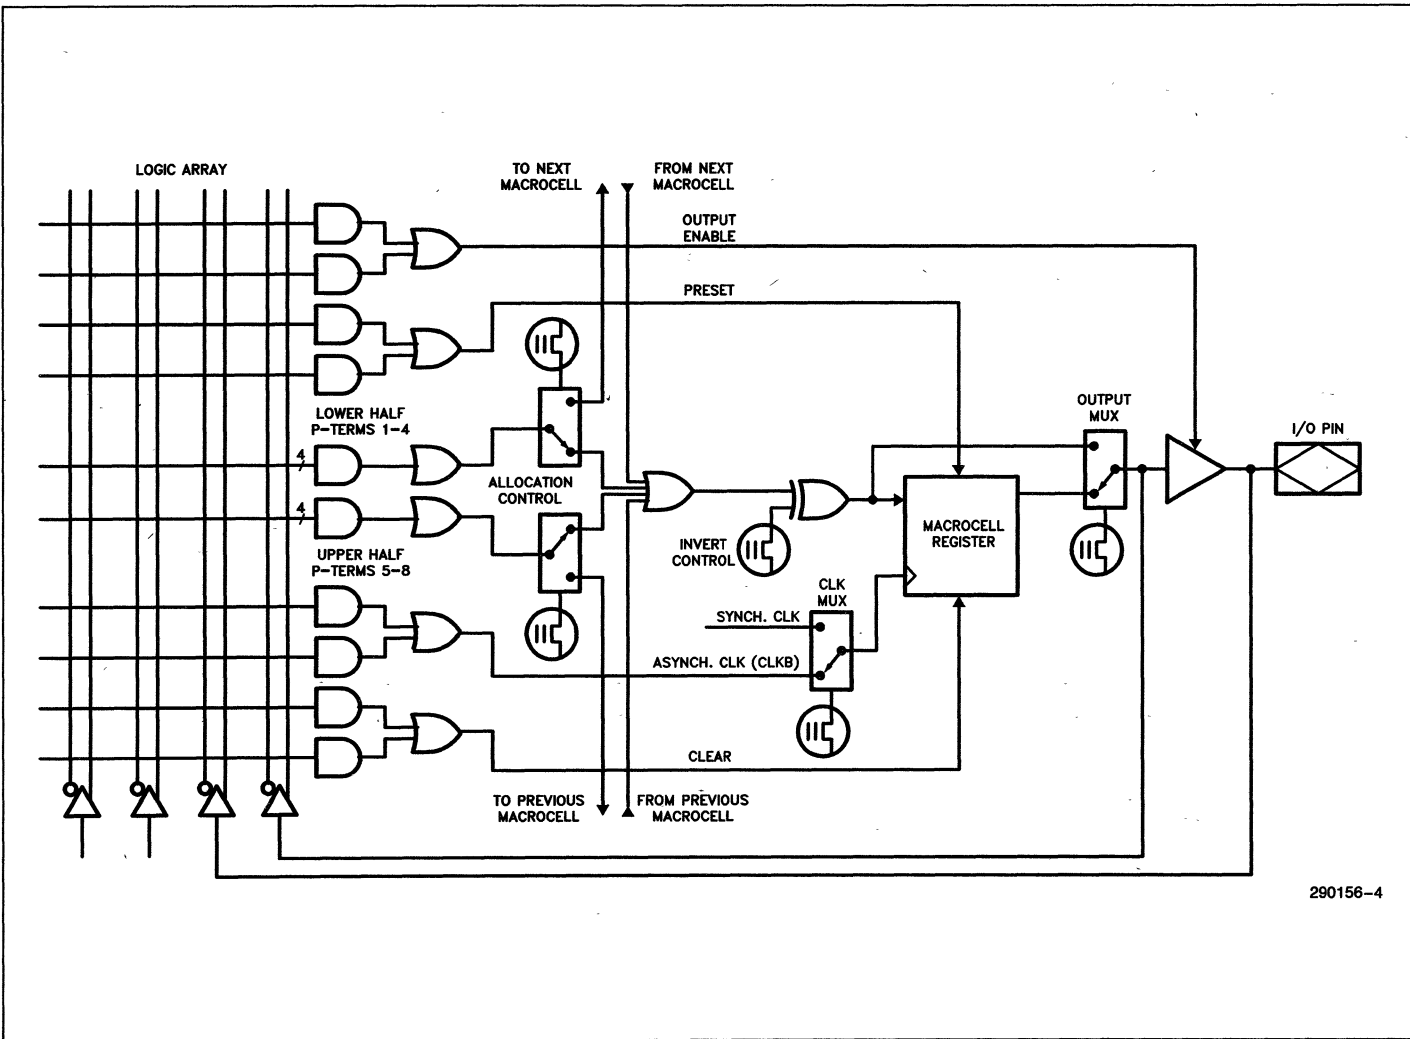 LOGIC ARRAY
TO NEXT
MACROCELL
FROM NEXT
MACROCELL
OUTPUT
ENABLE
PRESET
LOWER HALF
P-TERMS 1-4
4
ALLOCATION
CONTROL
4
UPPER HALF
P-TERMS 5-8
INVERT
CONTROL
MACROCELL
REGISTER
OUTPUT
MUX
I/O PIN
CLK
MUX
SYNCH. CLK
ASYNCH. CLK (CLKB)
CLEAR
TO PREVIOUS
MACROCELL
FROM PREVIOUS
MACROCELL
290156-4